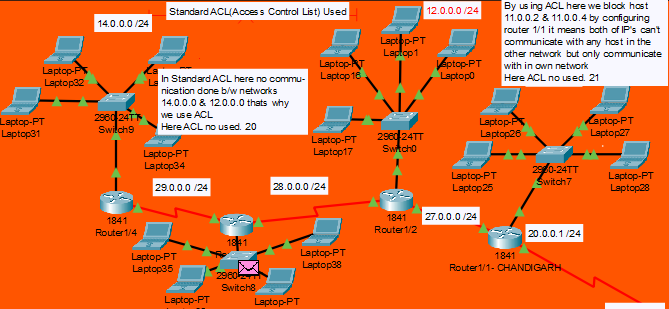 14.0.0.0 /24
Standard ACL(Access Control List) Used
12.0.0.0 /24
By using ACL here we block host
11.0.0.2 & 11.0.0.4 by configuring
router 1/1 it means both of IP's can't
communicate with any host in the
other network but only communicate
with in own network
Here ACL no used. 21
Laptop-PT
Laptop32
Laptop-PT
In Standard ACL here no commu-
nication done b/w networks
14.0.0.0 & 12.0.0.0 thats why
we use ACL
Here ACL no used. 20
Laptop-PT
Laptop16
Laptop-PT
Laptop1
Laptop-PT
Laptop0
Laptop-PT
Laptop31
2960-24TT
Switch9
Laptop34
Laptop-PT
Laptop17
2960-24TT
Switch0
Laptop-PT
Laptop26
Laptop-PT
Laptop27
Laptop-PT
Laptop25
2960-24TT
Switch7
Laptop-PT
Laptop28
29.0.0.0 /24
28.0.0.0 /24
27.0.0.0 /24
20.0.0.1 /24
1841
Router1/4
1841
1841
Router1/2
1841
Router1/1- CHANDIGARH
Laptop-PT
Laptop35
2960-24TT
Switch8
Laptop-PT
Laptop38
Laptop-PT
Laptop-PT